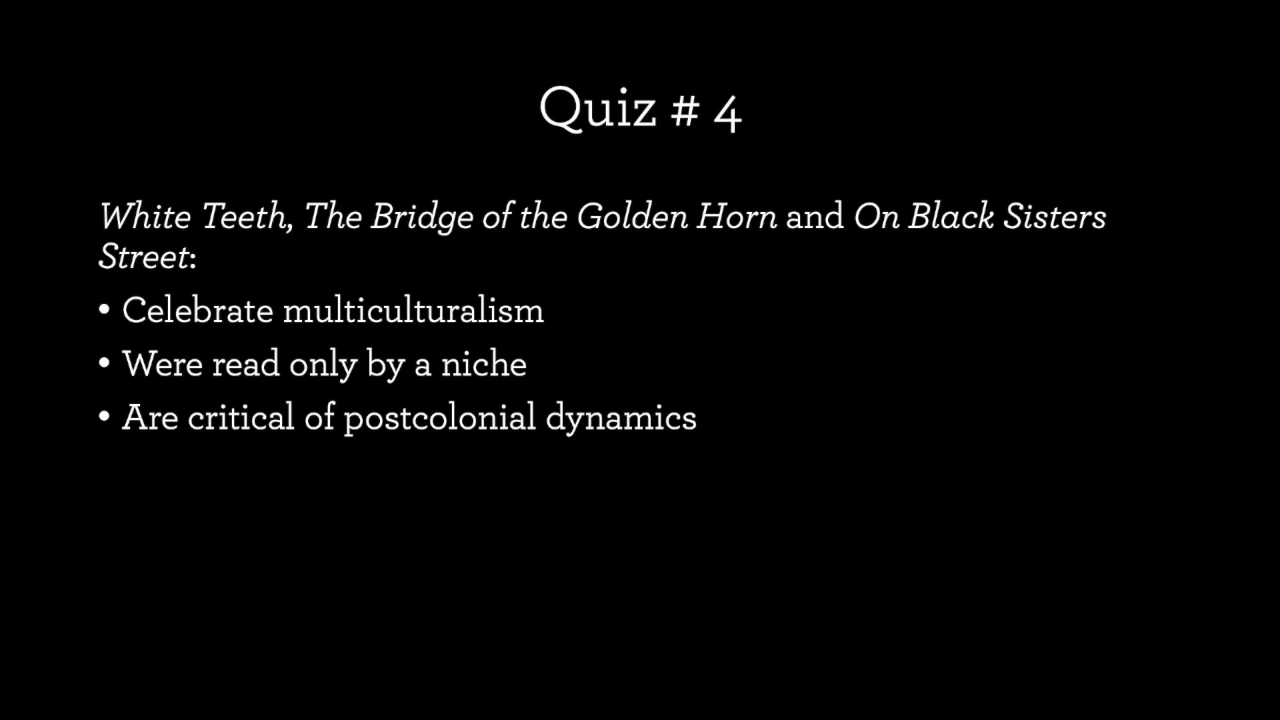 Quiz # 4
White Teeth, The Bridge of the Golden Horn and On Black Sisters
Street:
• Celebrate multiculturalism
• Were read only by a niche
• Are critical of postcolonial dynamics